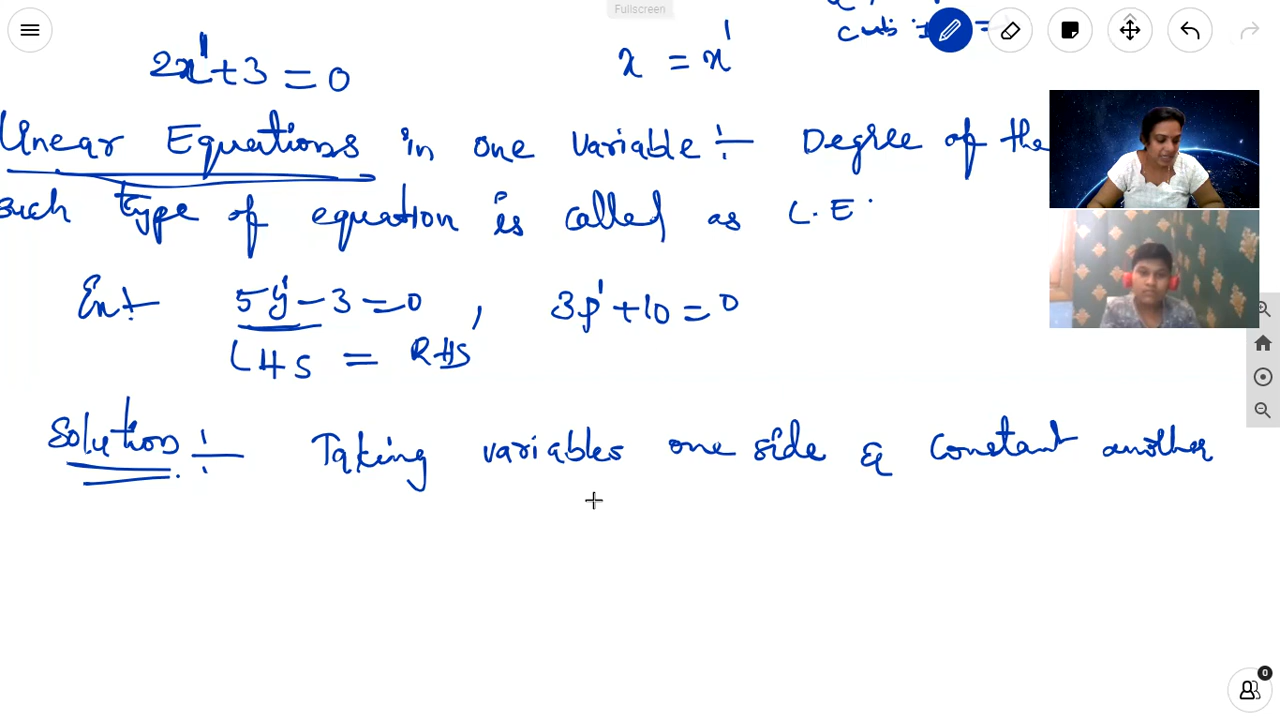 Fullscreen
2x¹+3=0
x = x¹
Linear Equations in one variable ÷ Degree of the
such type of equation is called as L.E.
5y¹-3=0, 3p¹+10=0
LHS = RHS
Solution ÷ Taking variables one side & constant another
0